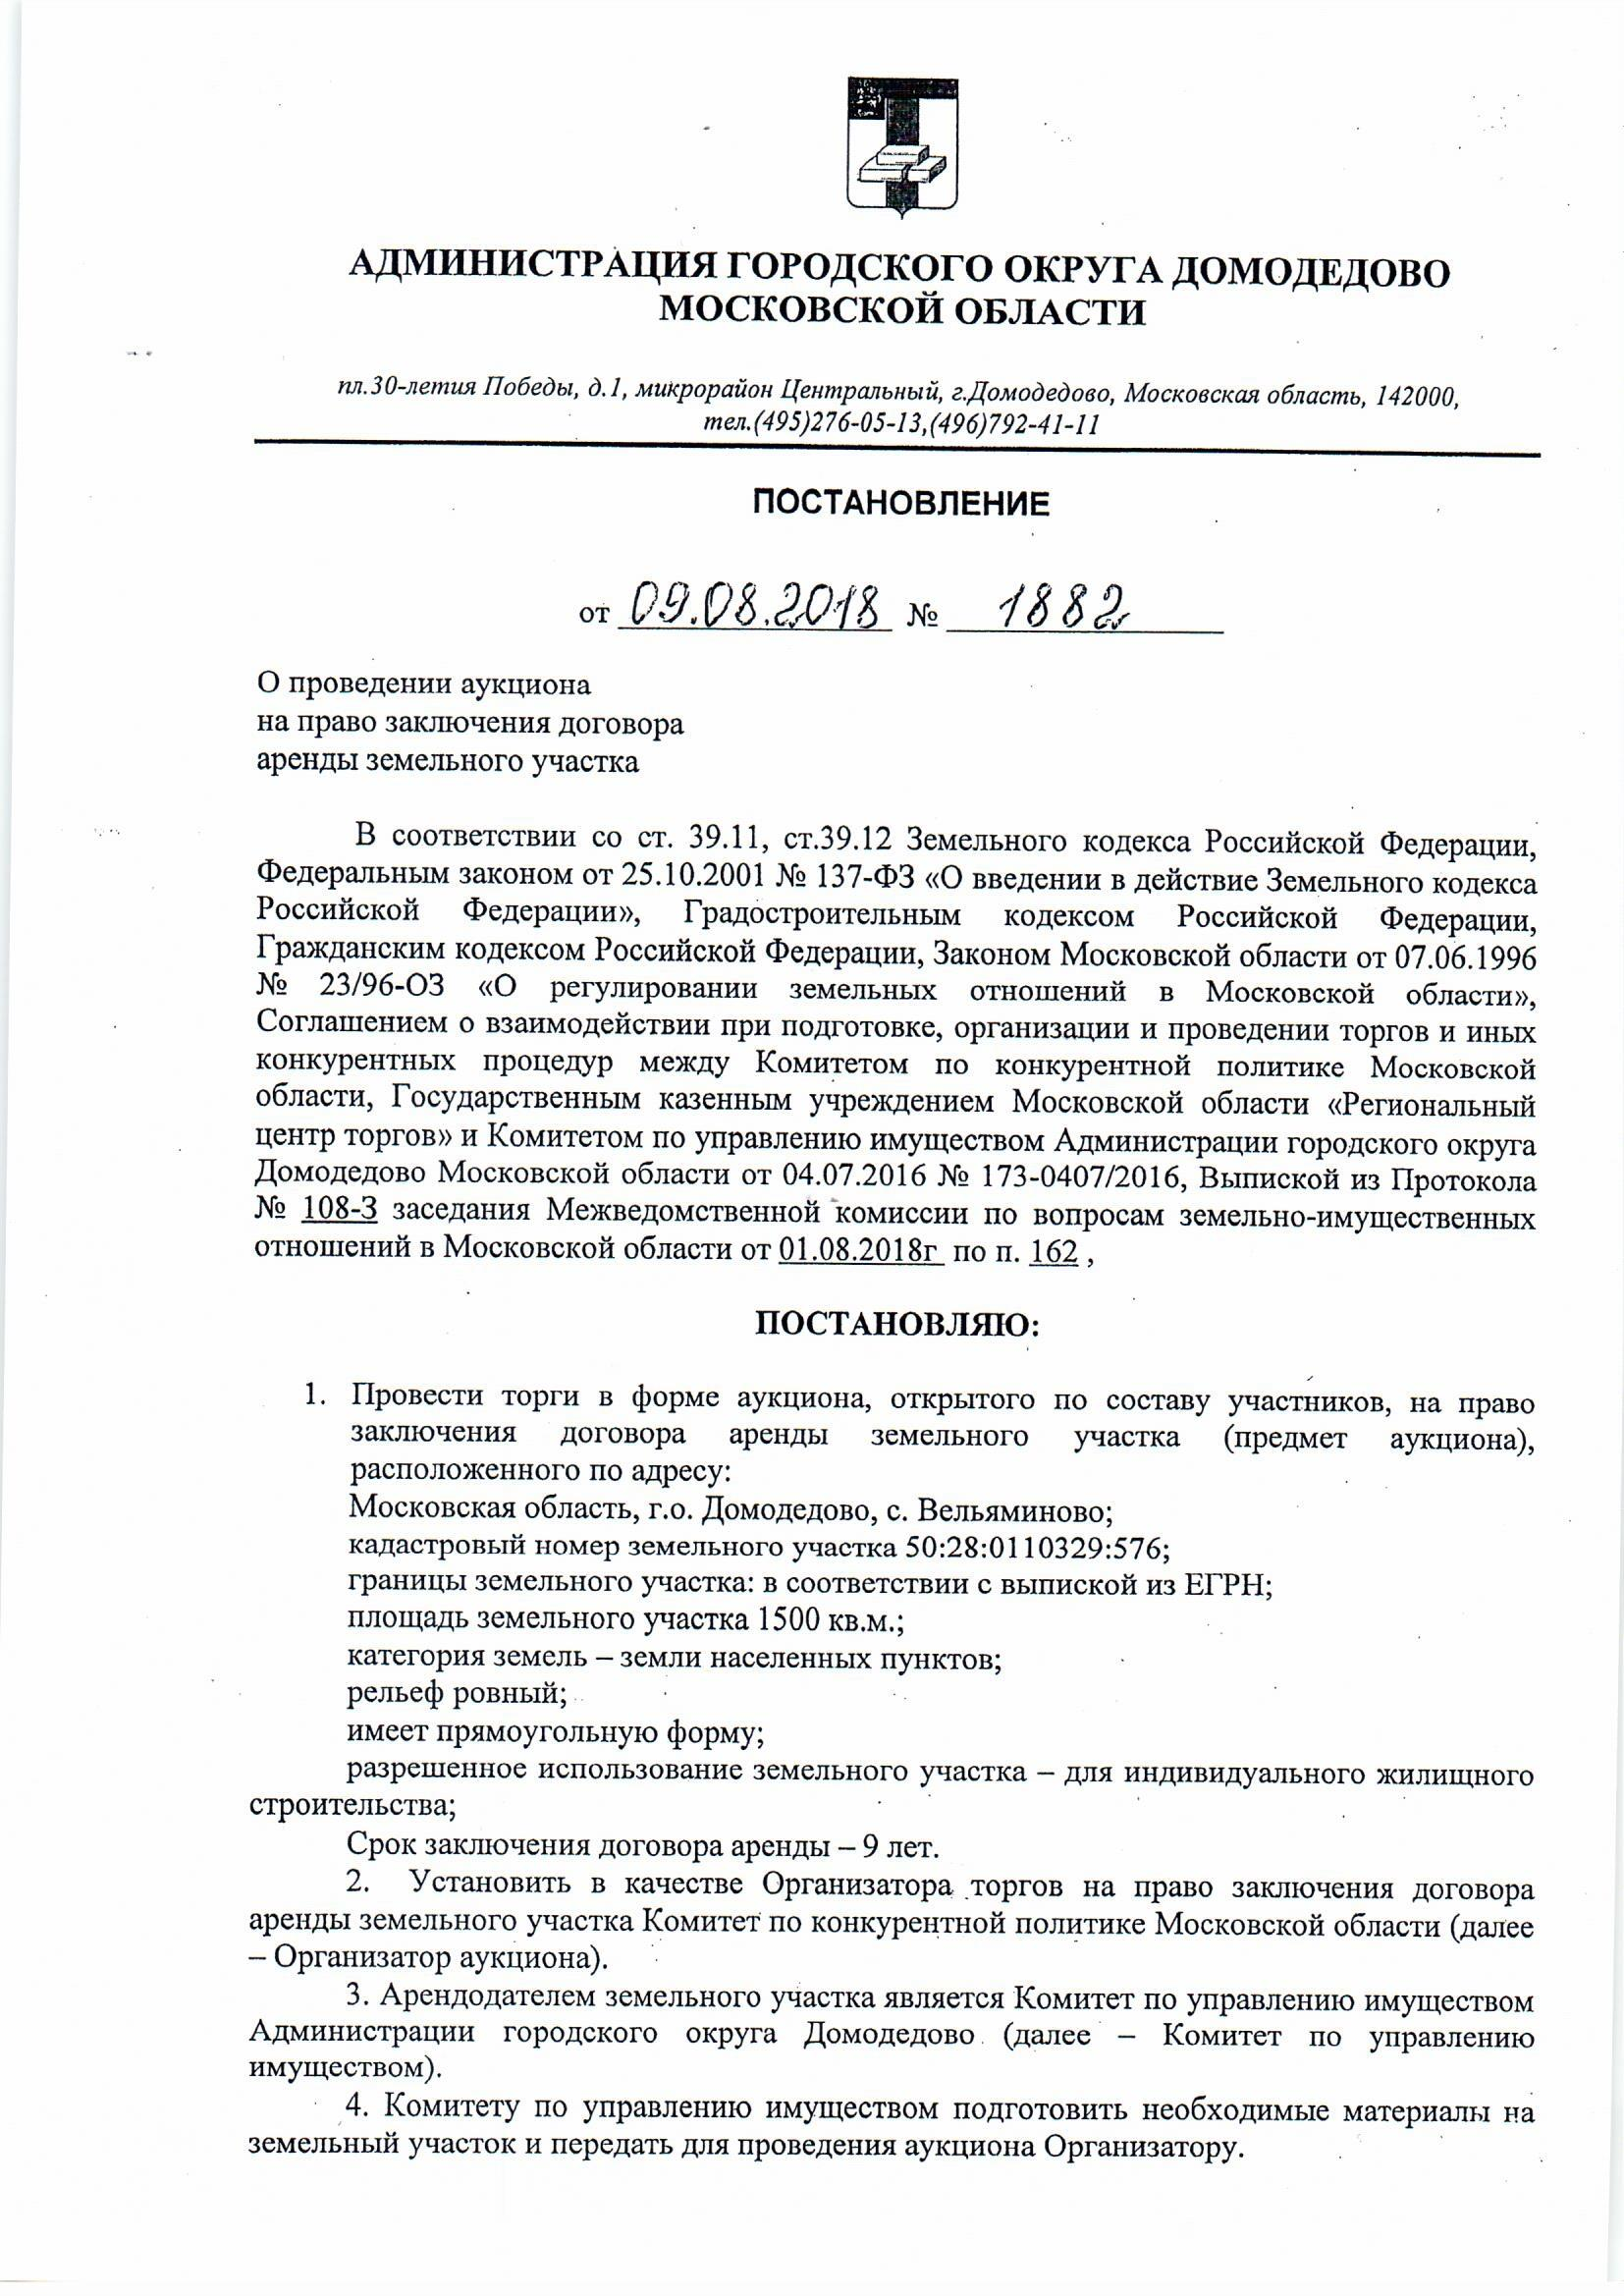 АДМИНИСТРАЦИЯ ГОРОДСКОГО ОКРУГА ДОМОДЕДОВО
МОСКОВСКОЙ ОБЛАСТИ
пл.30-летия Победы, д.1, микрорайон Центральный, г.Домодедово, Московская область, 142000,
тел.(495)276-05-13,(496)792-41-11
ПОСТАНОВЛЕНИЕ
от 09.08.2018 № 1882
О проведении аукциона
на право заключения договора
аренды земельного участка
В соответствии со ст. 39.11, ст.39.12 Земельного кодекса Российской Федерации,
Федеральным законом от 25.10.2001 № 137-ФЗ «О введении в действие Земельного кодекса
Российской Федерации», Градостроительным кодексом Российской Федерации,
Гражданским кодексом Российской Федерации, Законом Московской области от 07.06.1996
№ 23/96-ОЗ «О регулировании земельных отношений в Московской области»,
Соглашением о взаимодействии при подготовке, организации и проведении торгов и иных
конкурентных процедур между Комитетом по конкурентной политике Московской
области, Государственным казенным учреждением Московской области «Региональный
центр торгов» и Комитетом по управлению имуществом Администрации городского округа
Домодедово Московской области от 04.07.2016 № 173-0407/2016, Выпиской из Протокола
№ 108-З заседания Межведомственной комиссии по вопросам земельно-имущественных
отношений в Московской области от 01.08.2018г по п. 162 ,
ПОСТАНОВЛЯЮ:
1. Провести торги в форме аукциона, открытого по составу участников, на право
заключения договора аренды земельного участка (предмет аукциона),
расположенного по адресу:
Московская область, г.о. Домодедово, с. Вельяминово;
кадастровый номер земельного участка 50:28:0110329:576;
границы земельного участка: в соответствии с выпиской из ЕГРН;
площадь земельного участка 1500 кв.м.;
категория земель – земли населенных пунктов;
рельеф ровный;
имеет прямоугольную форму;
разрешенное использование земельного участка – для индивидуального жилищного
строительства;
Срок заключения договора аренды – 9 лет.
2. Установить в качестве Организатора торгов на право заключения договора
аренды земельного участка Комитет по конкурентной политике Московской области (далее
– Организатор аукциона).
3. Арендодателем земельного участка является Комитет по управлению имуществом
Администрации городского округа Домодедово (далее – Комитет по управлению
имуществом).
4. Комитету по управлению имуществом подготовить необходимые материалы на
земельный участок и передать для проведения аукциона Организатору.